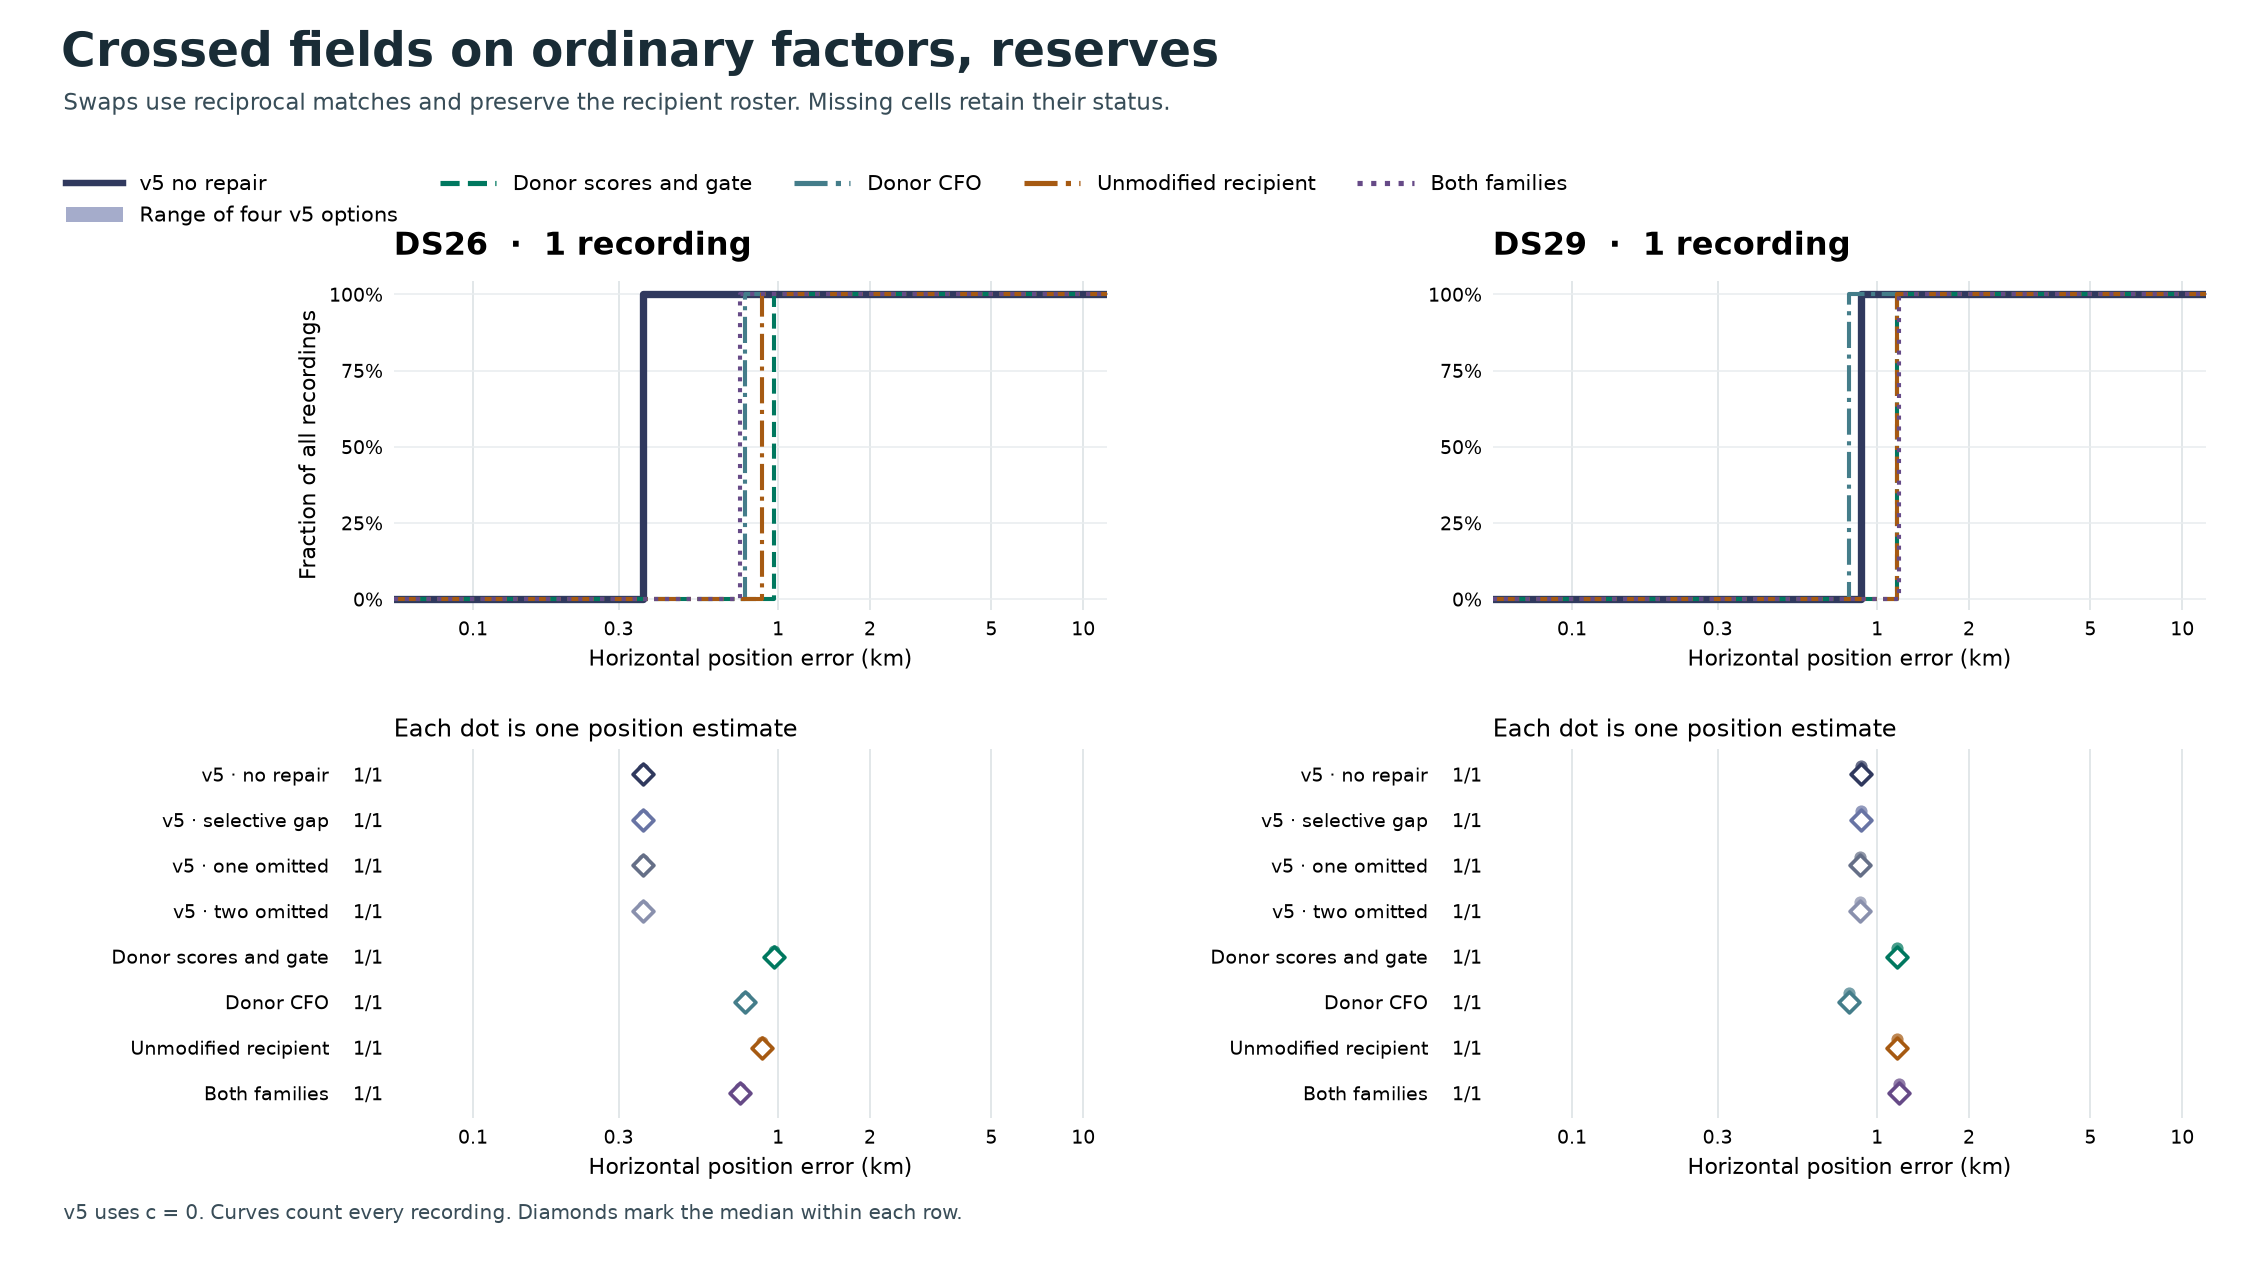 Crossed fields on ordinary factors, reserves
Swaps use reciprocal matches and preserve the recipient roster. Missing cells retain their status.
v5 no repair
Donor scores and gate
Donor CFO
Unmodified recipient
Both families
Range of four v5 options
DS26 · 1 recording
100%
75%
50%
25%
0%
Fraction of all recordings
0.1 0.3 1 2 5 10
Horizontal position error (km)
DS29 · 1 recording
100%
75%
50%
25%
0%
0.1 0.3 1 2 5 10
Horizontal position error (km)
Each dot is one position estimate
v5 · no repair 1/1
v5 · selective gap 1/1
v5 · one omitted 1/1
v5 · two omitted 1/1
Donor scores and gate 1/1
Donor CFO 1/1
Unmodified recipient 1/1
Both families 1/1
0.1 0.3 1 2 5 10
Horizontal position error (km)
Each dot is one position estimate
v5 · no repair 1/1
v5 · selective gap 1/1
v5 · one omitted 1/1
v5 · two omitted 1/1
Donor scores and gate 1/1
Donor CFO 1/1
Unmodified recipient 1/1
Both families 1/1
0.1 0.3 1 2 5 10
Horizontal position error (km)
v5 uses c = 0. Curves count every recording. Diamonds mark the median within each row.